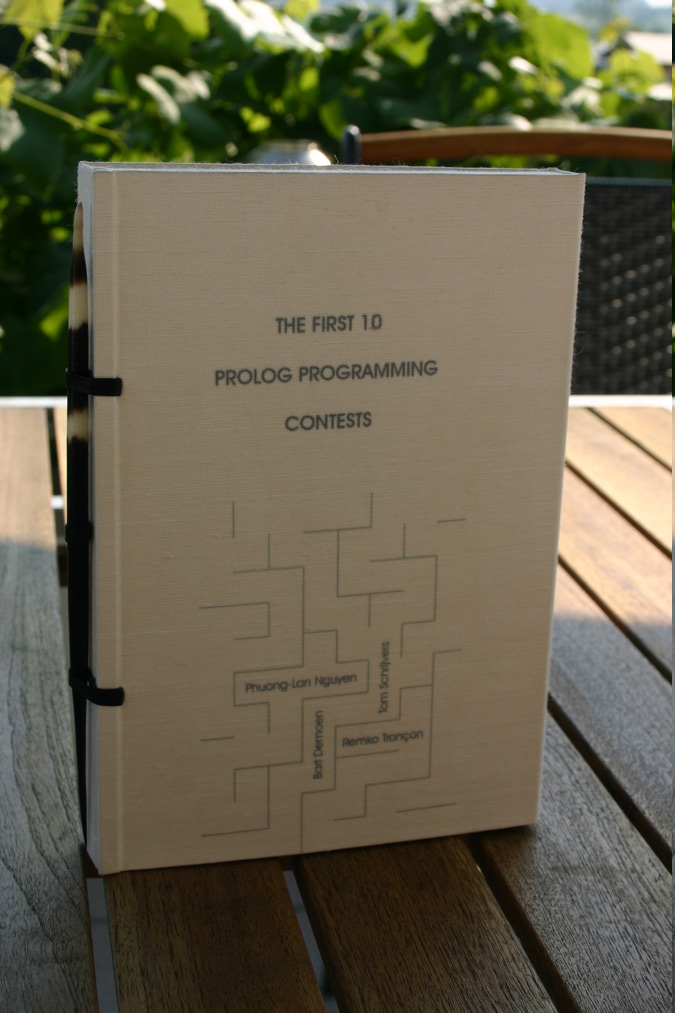 THE FIRST 10
PROLOG PROGRAMMING
CONTESTS
Phuong-Lan Nguyen
Tom Schrijvers
Bart Demoen
Remko Tronçon